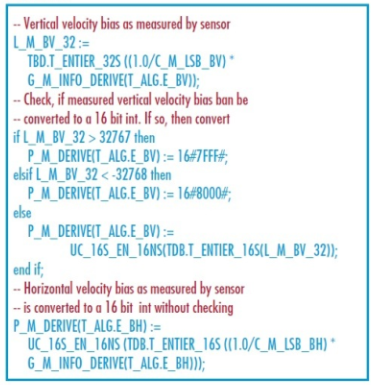 -- Vertical velocity bias as measured by sensor
L_M_BV_32 :=
TBD.T_ENTIER_32S ((1.0/C_M_LSB_BV) *
G_M_INFO_DERIVE(T_ALG.E_BV));
-- Check, if measured vertical velocity bias ban be
-- converted to a 16 bit int. If so, then convert
if L_M_BV_32 > 32767 then
P_M_DERIVE(T_ALG.E_BV) := 16#7FFF#;
elsif L_M_BV_32 < -32768 then
P_M_DERIVE(T_ALG.E_BV) := 16#8000#;
else
P_M_DERIVE(T_ALG.E_BV) :=
UC_16S_EN_16NS(TDB.T_ENTIER_16S(L_M_BV_32));
end if;
-- Horizontal velocity bias as measured by sensor
-- is converted to a 16 bit int without checking
P_M_DERIVE(T_ALG.E_BH) :=
UC_16S_EN_16NS (TDB.T_ENTIER_16S ((1.0/C_M_LSB_BH) *
G_M_INFO_DERIVE(T_ALG.E_BH)));